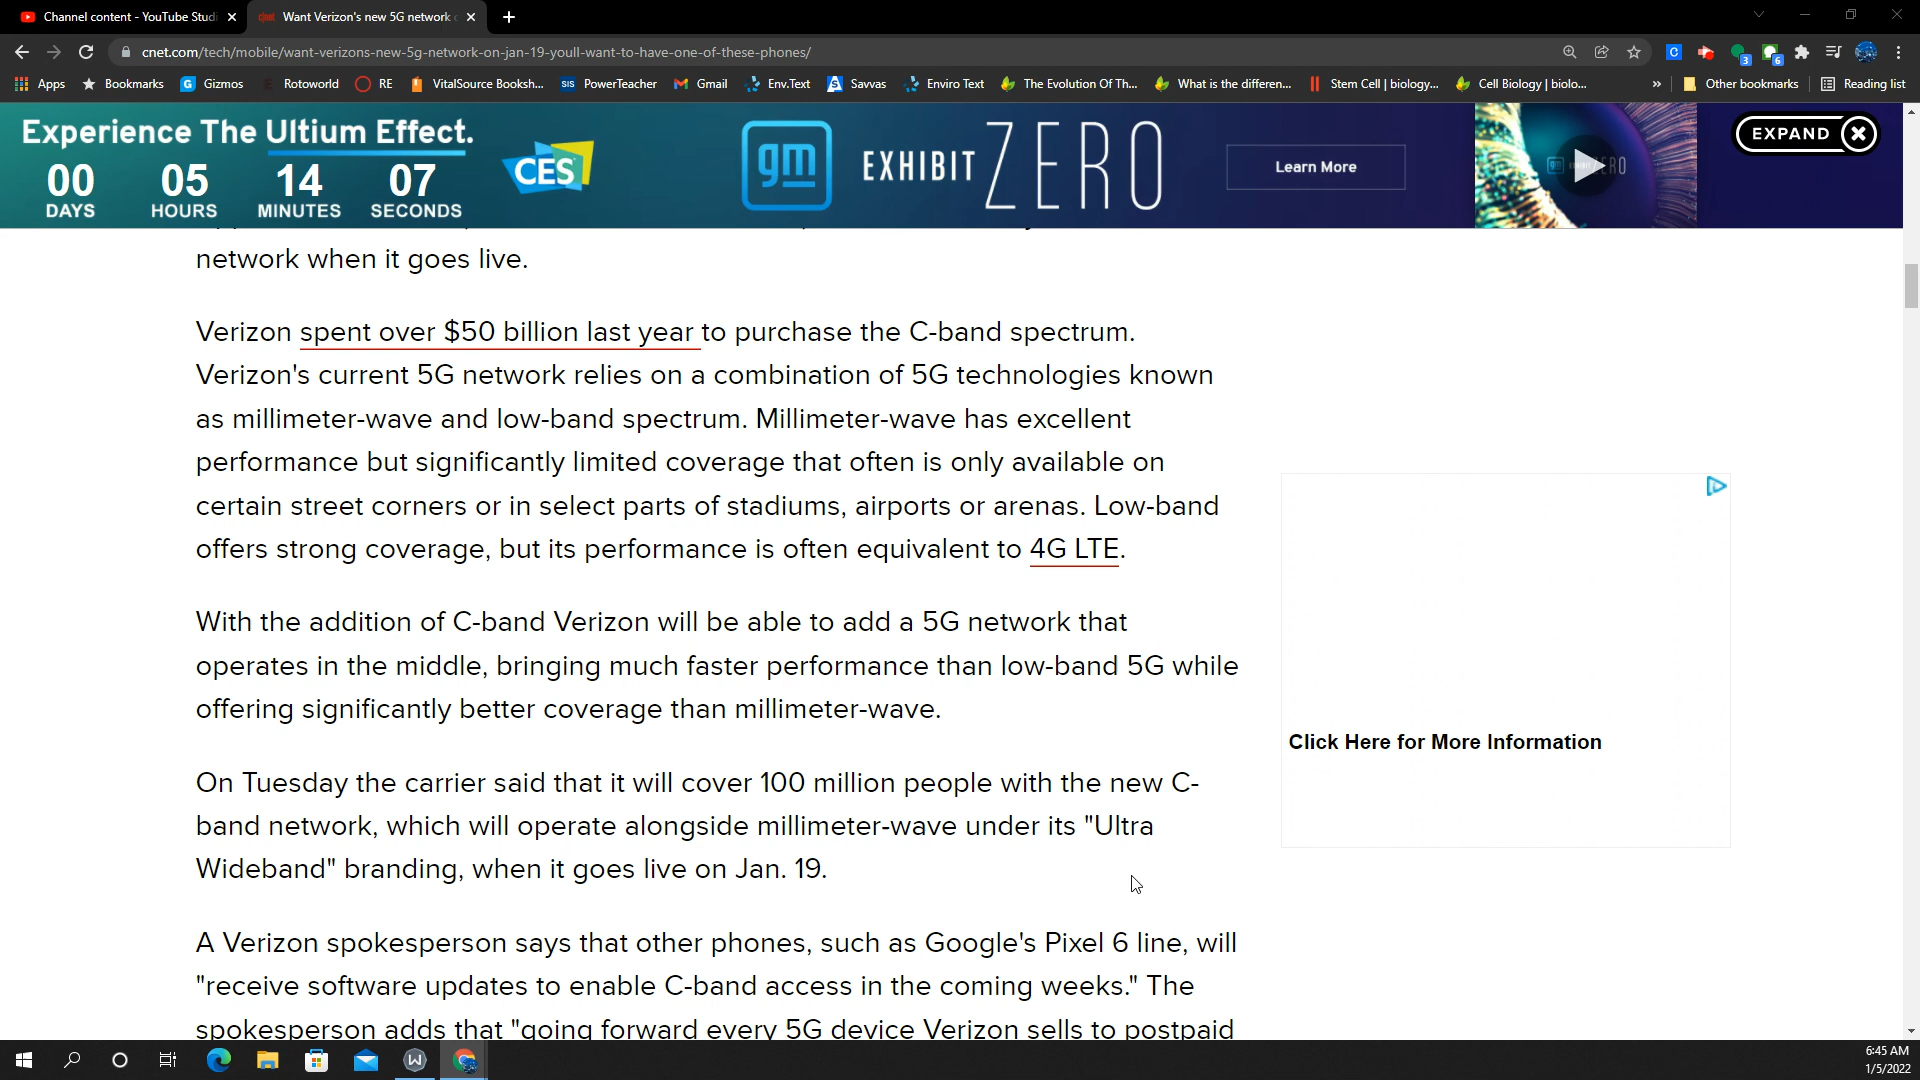 Channel content - YouTube Studi
cnet Want Verizon's new 5G network
cnet.com/tech/mobile/want-verizons-new-5g-network-on-jan-19-youll-want-to-have-one-of-these-phones/
C 3 6
Apps Bookmarks G Gizmos Rotoworld RE VitalSource Booksh... SIS PowerTeacher Gmail Env.Text Savvas Enviro Text The Evolution Of Th... What is the differen... Stem Cell | biology... Cell Biology | biolo... » Other bookmarks Reading list
Experience The Ultium Effect.
00 05 14 07
DAYS HOURS MINUTES SECONDS
CES
gm EXHIBIT ZERO
Learn More
EXPAND
network when it goes live.
Verizon spent over $50 billion last year to purchase the C-band spectrum.
Verizon's current 5G network relies on a combination of 5G technologies known
as millimeter-wave and low-band spectrum. Millimeter-wave has excellent
performance but significantly limited coverage that often is only available on
certain street corners or in select parts of stadiums, airports or arenas. Low-band
offers strong coverage, but its performance is often equivalent to 4G LTE.
With the addition of C-band Verizon will be able to add a 5G network that
operates in the middle, bringing much faster performance than low-band 5G while
offering significantly better coverage than millimeter-wave.
On Tuesday the carrier said that it will cover 100 million people with the new C-
band network, which will operate alongside millimeter-wave under its "Ultra
Wideband" branding, when it goes live on Jan. 19.
A Verizon spokesperson says that other phones, such as Google's Pixel 6 line, will
"receive software updates to enable C-band access in the coming weeks." The
spokesperson adds that "going forward every 5G device Verizon sells to postpaid
Click Here for More Information
6:45 AM
1/5/2022